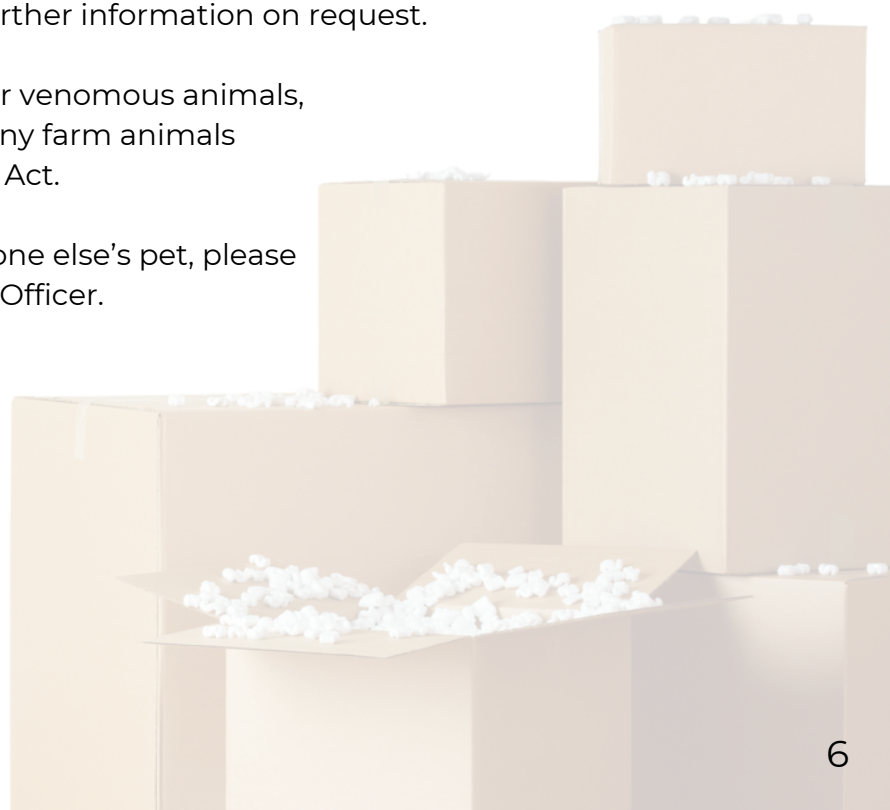 rther information on request.
r venomous animals,
ny farm animals
Act.
one else’s pet, please
Officer.
6